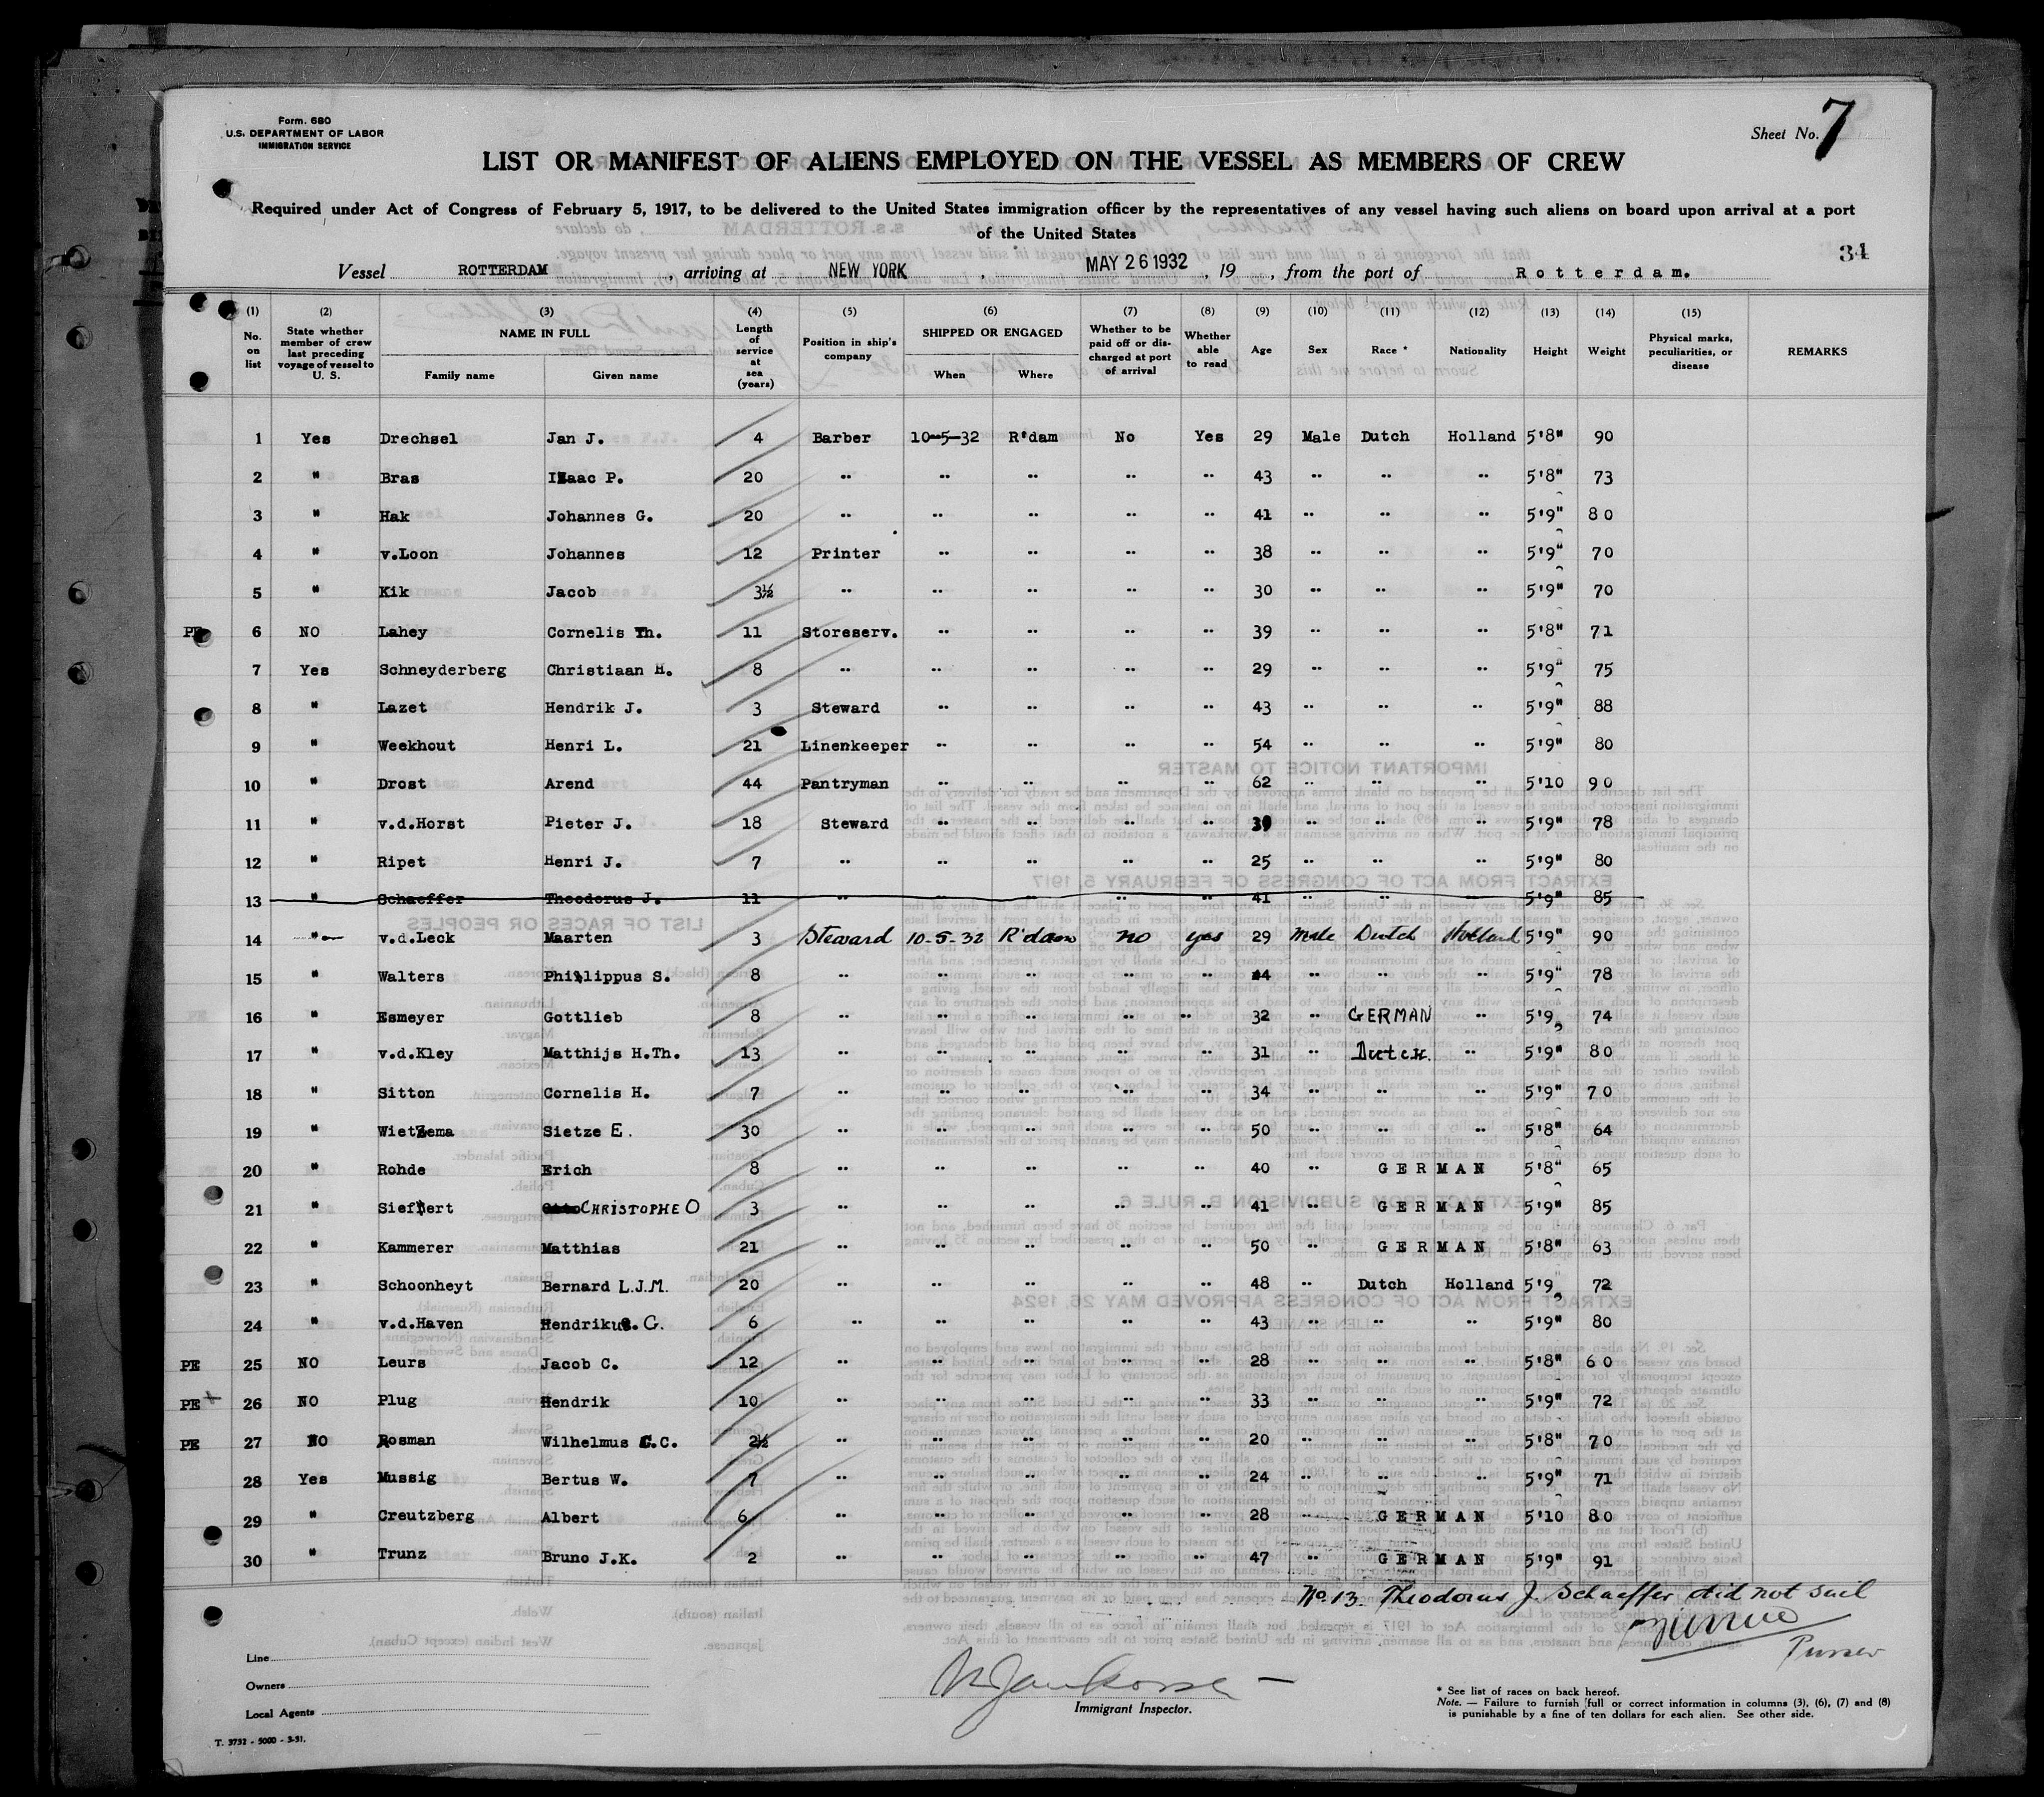 Form. 680
U.S. DEPARTMENT OF LABOR
IMMIGRATION SERVICE
Sheet No. 7
LIST OR MANIFEST OF ALIENS EMPLOYED ON THE VESSEL AS MEMBERS OF CREW
Required under Act of Congress of February 5, 1917, to be delivered to the United States immigration officer by the representatives of any vessel having such aliens on board upon arrival at a port
of the United States
34
Vessel ROTTERDAM , arriving at NEW YORK , MAY 26 1932 , 19 , from the port of Rotterdam.
(1) No. on list (2) State whether member of crew last preceding voyage of vessel to U. S. (3) NAME IN FULL Family name Given name (4) Length of service at sea (years) (5) Position in ship's company (6) SHIPPED OR ENGAGED When Where (7) Whether to be paid off or discharged at port of arrival (8) Whether able to read (9) Age (10) Sex (11) Race * (12) Nationality (13) Height (14) Weight (15) Physical marks, peculiarities, or disease REMARKS
1 Yes Drechsel Jan J. 4 Barber 10-5-32 R'dam No Yes 29 Male Dutch Holland 5'8" 90
2 " Bras Izaac P. 20 " " " " " 43 " " " 5'8" 73
3 " Hak Johannes G. 20 " " " " " 41 " " " 5'9" 80
4 " v.Loon Johannes 12 Printer " " " " 38 " " " 5'9" 70
5 " Kik Jacob 3½ " " " " " 30 " " " 5'9" 70
PE 6 NO Lahey Cornelis Th. 11 Storeserv. " " " " 39 " " " 5'8" 71
7 Yes Schneyderberg Christiaan H. 8 " " " " " 29 " " " 5'9" 75
8 " Lazet Hendrik J. 3 Steward " " " " 43 " " " 5'9" 88
9 " Weekhout Henri L. 21 Linenkeeper " " " " 54 " " " 5'9" 80
10 " Drost Arend 44 Pantryman " " " " 62 " " " 5'10 90
11 " v.d.Horst Pieter J. 18 Steward " " " " 39 " " " 5'9" 78
12 " Ripet Henri J. 7 " " " " " 25 " " " 5'9" 80
13 " Schaeffer Theodorus J. 11 " " " " " 41 " " " 5'9" 85
14 " v.d.Leck Maarten 3 Steward 10-5-32 R'dam no yes 29 Male Dutch Holland 5'9" 90
15 " Walters Philippus S. 8 " " " " " 44 " " " 5'9" 78
16 " Esmeyer Gottlieb 8 " " " " " 32 " GERMAN " 5'9" 74
17 " v.d.Kley Matthijs H.Th. 13 " " " " " 31 " Dutch. " 5'9" 80
18 " Sitton Cornelis H. 7 " " " " " 34 " " " 5'9" 70
19 " Wietzema Sietze E. 30 " " " " " 50 " " " 5'8" 64
20 " Rohde Erich 8 " " " " " 40 " GERMAN 5'8" 65
21 " Siefhert CHRISTOPHE O 3 " " " " " 41 " GERMAN 5'9" 85
22 " Kammerer Matthias 21 " " " " " 50 " GERMAN 5'8" 63
23 " Schoonheyt Bernard L.J.M. 20 " " " " " 48 " Dutch Holland 5'9" 72
24 " v.d.Haven Hendrikus. G. 6 " " " " " 43 " " " 5'9" 80
PE 25 NO Leurs Jacob C. 12 " " " " " 28 " " " 5'8" 60
PE + 26 NO Plug Hendrik 10 " " " " " 33 " " " 5'9" 72
PE 27 NO Rosman Wilhelmus C.C. 2½ " " " " " 20 " " " 5'8" 70
28 Yes Mussig Bertus W. 7 " " " " " 24 " " " 5'9" 71
29 " Creutzberg Albert 6 " " " " " 28 " GERMAN 5'10 80
30 " Trunz Bruno J.K. 2 " " " " " 47 " GERMAN 5'9" 91
No. 13. Theodorus J. Schaeffer did not sail
Purser
Line
Owners
Local Agents
Immigrant Inspector.
* See list of races on back hereof.
Note. — Failure to furnish full or correct information in columns (3), (6), (7) and (8)
is punishable by a fine of ten dollars for each alien. See other side.
T. 3732 - 5000 - 3-31.